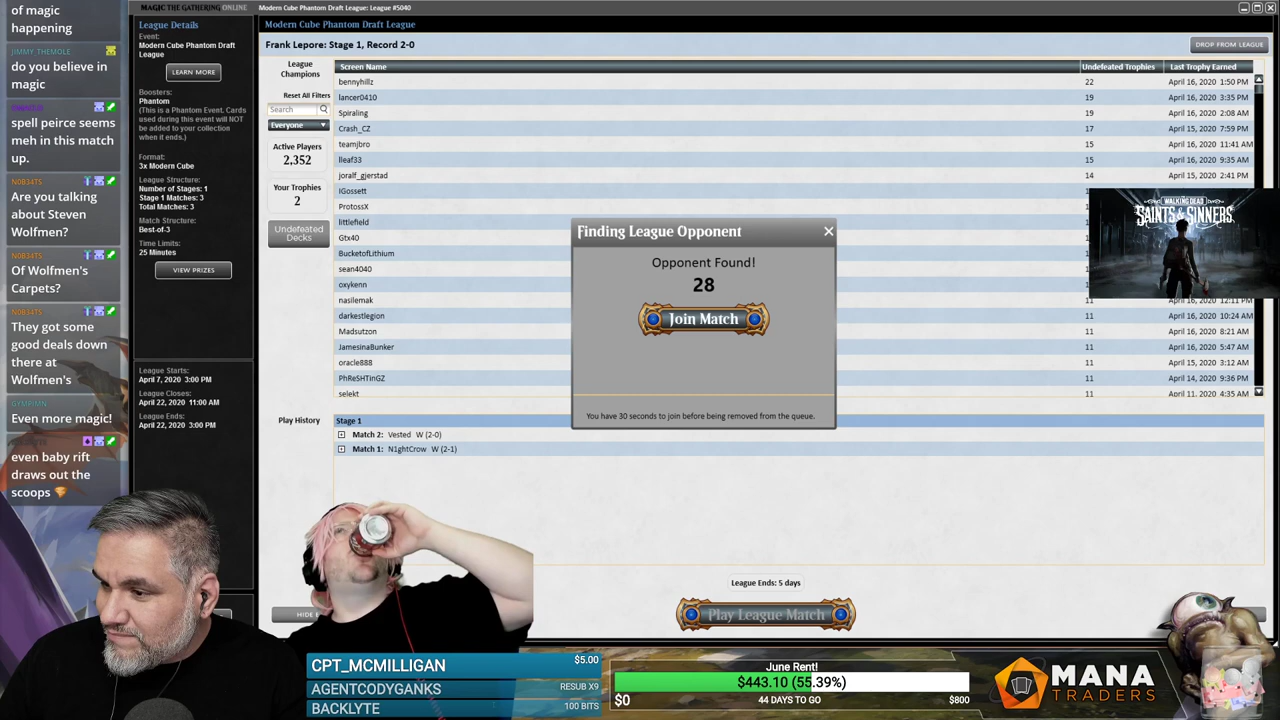 of magic
happening
JIMMY_THEMOLE
do you believe in
magic
spell peirce seems
meh in this match
up.
N0B34TS
Are you talking
about Steven
Wolfmen?
N0B34TS
Of Wolfmen's
Carpets?
N0B34TS
They got some
good deals down
there at
Wolfmen's
GYMPIMN
Even more magic!
even baby rift
draws out the
scoops
MAGIC THE GATHERING ONLINE
Modern Cube Phantom Draft League: League #5040
League Details
Event:
Modern Cube Phantom Draft
League
LEARN MORE
Boosters:
Phantom
(This is a Phantom Event. Cards
used during this event will NOT
be added to your collection
when it ends.)
Format:
3x Modern Cube
League Structure:
Number of Stages: 1
Stage 1 Matches: 3
Total Matches: 3
Match Structure:
Best-of-3
Time Limits:
25 Minutes
VIEW PRIZES
League Starts:
April 7, 2020 3:00 PM
League Closes:
April 22, 2020 11:00 AM
League Ends:
April 22, 2020 3:00 PM
Modern Cube Phantom Draft League
Frank Lepore: Stage 1, Record 2-0
DROP FROM LEAGUE
League
Champions
Reset All Filters
Search
Everyone
Active Players
2,352
Your Trophies
2
Undefeated
Decks
Screen Name Undefeated Trophies Last Trophy Earned
bennyhillz 22 April 16, 2020 1:50 PM
lancer0410 19 April 16, 2020 3:35 PM
Spiraling 19 April 16, 2020 2:08 AM
Crash_CZ 17 April 15, 2020 7:59 PM
teamjbro 15 April 16, 2020 11:41 AM
lleaf33 15 April 16, 2020 9:35 AM
joralf_gjerstad 14 April 15, 2020 2:41 PM
IGossett
ProtossX
littlefield
Gtx40
BucketofLithium
sean4040
oxykenn
nasilemak 11 April 16, 2020 12:11 PM
darkestlegion 11 April 16, 2020 10:24 AM
Madsutzon 11 April 16, 2020 8:21 AM
JamesinaBunker 11 April 16, 2020 5:47 AM
oracle888 11 April 15, 2020 3:12 AM
PhReSHTinGZ 11 April 14, 2020 9:36 PM
selekt 11 April 11, 2020 4:35 AM
THE WALKING DEAD
SAINTS & SINNERS
Finding League Opponent
Opponent Found!
28
Join Match
You have 30 seconds to join before being removed from the queue.
Play History
Stage 1
Match 2: Vested W (2-0)
Match 1: N1ghtCrow W (2-1)
League Ends: 5 days
Play League Match
HIDE
CPT_MCMILLIGAN $5.00
AGENTCODYGANKS RESUB X9
BACKLYTE 100 BITS
June Rent!
$443.10 (55.39%)
$0 44 DAYS TO GO $800
MANA
TRADERS